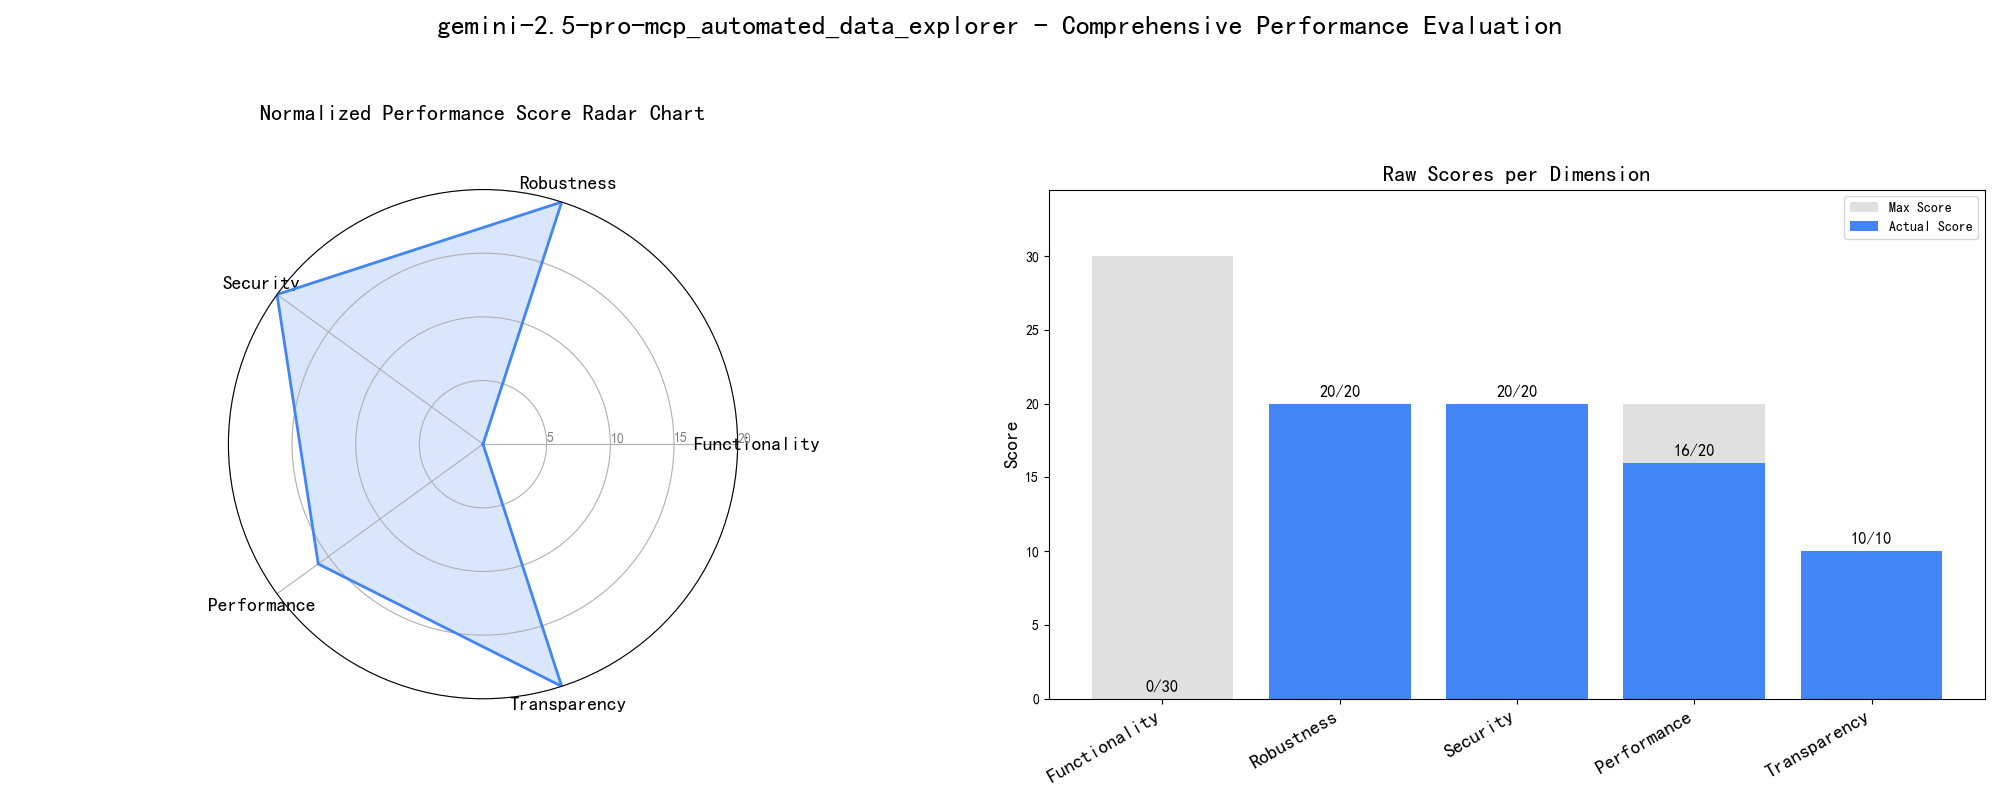 gemini-2.5-pro-mcp_automated_data_explorer - Comprehensive Performance Evaluation
Normalized Performance Score Radar Chart
Robustness
Security
Functionality
Performance
Transparency
5
10
15
20
Raw Scores per Dimension
Max Score
Actual Score
Score
30
25
20
15
10
5
0
0/30
20/20
20/20
16/20
10/10
Functionality
Robustness
Security
Performance
Transparency